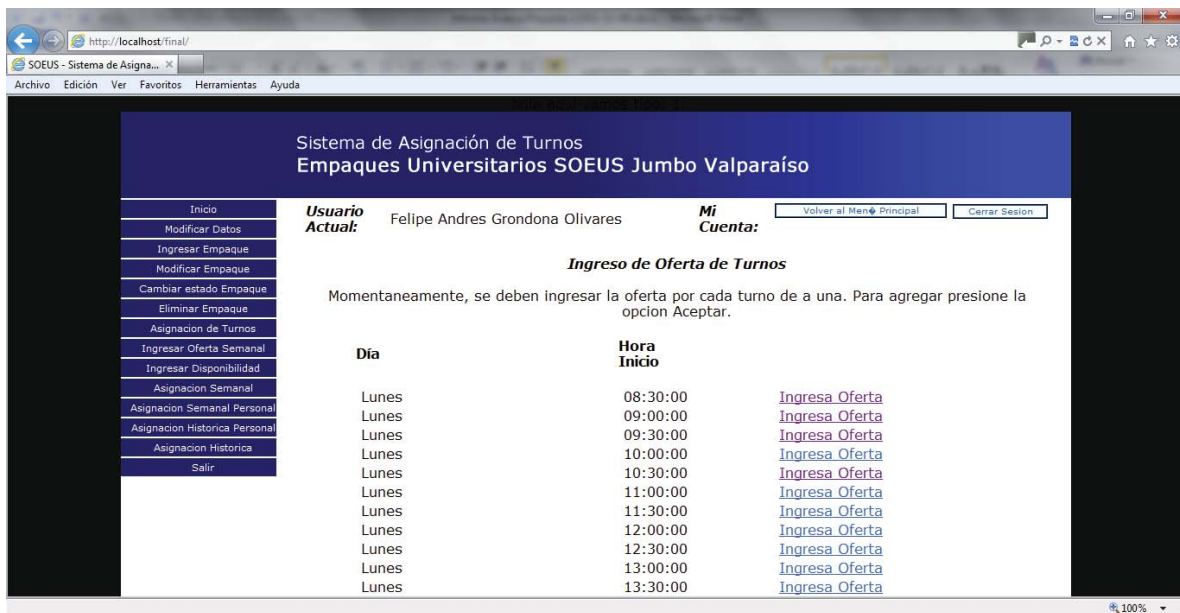 http://localhost/final/
SOEUS - Sistema de Asigna...
Archivo Edición Ver Favoritos Herramientas Ayuda
Sistema de Asignación de Turnos
Empaques Universitarios SOEUS Jumbo Valparaíso
Inicio
Modificar Datos
Ingresar Empaque
Modificar Empaque
Cambiar estado Empaque
Eliminar Empaque
Asignacion de Turnos
Ingresar Oferta Semanal
Ingresar Disponibilidad
Asignacion Semanal
Asignacion Semanal Personal
Asignacion Historica Personal
Asignacion Historica
Salir
Usuario Actual: Felipe Andres Grondona Olivares Mi Cuenta: Volver al Men� Principal Cerrar Sesion
Ingreso de Oferta de Turnos
Momentaneamente, se deben ingresar la oferta por cada turno de a una. Para agregar presione la
opcion Aceptar.
Día Hora Inicio
Lunes 08:30:00 Ingresa Oferta
Lunes 09:00:00 Ingresa Oferta
Lunes 09:30:00 Ingresa Oferta
Lunes 10:00:00 Ingresa Oferta
Lunes 10:30:00 Ingresa Oferta
Lunes 11:00:00 Ingresa Oferta
Lunes 11:30:00 Ingresa Oferta
Lunes 12:00:00 Ingresa Oferta
Lunes 12:30:00 Ingresa Oferta
Lunes 13:00:00 Ingresa Oferta
Lunes 13:30:00 Ingresa Oferta
100%